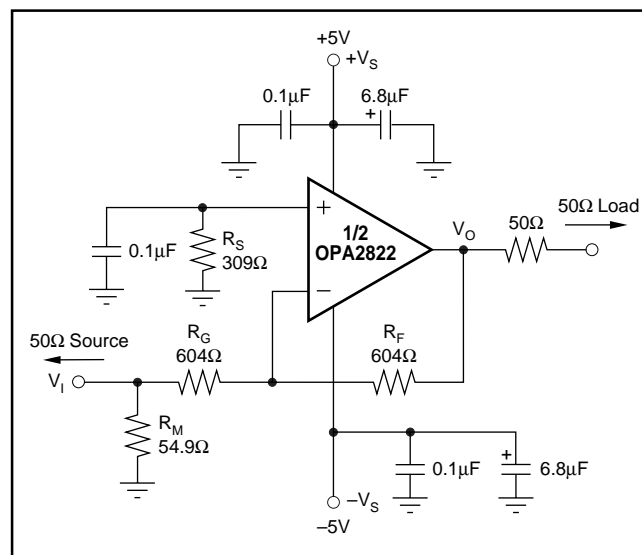 +5V
+V_S
0.1μF
+
6.8μF
+
1/2
OPA2822
−
0.1μF
R_S
309Ω
V_O
50Ω
50Ω Load
50Ω Source
V_I
R_G
604Ω
R_F
604Ω
R_M
54.9Ω
0.1μF
+
6.8μF
−V_S
−5V